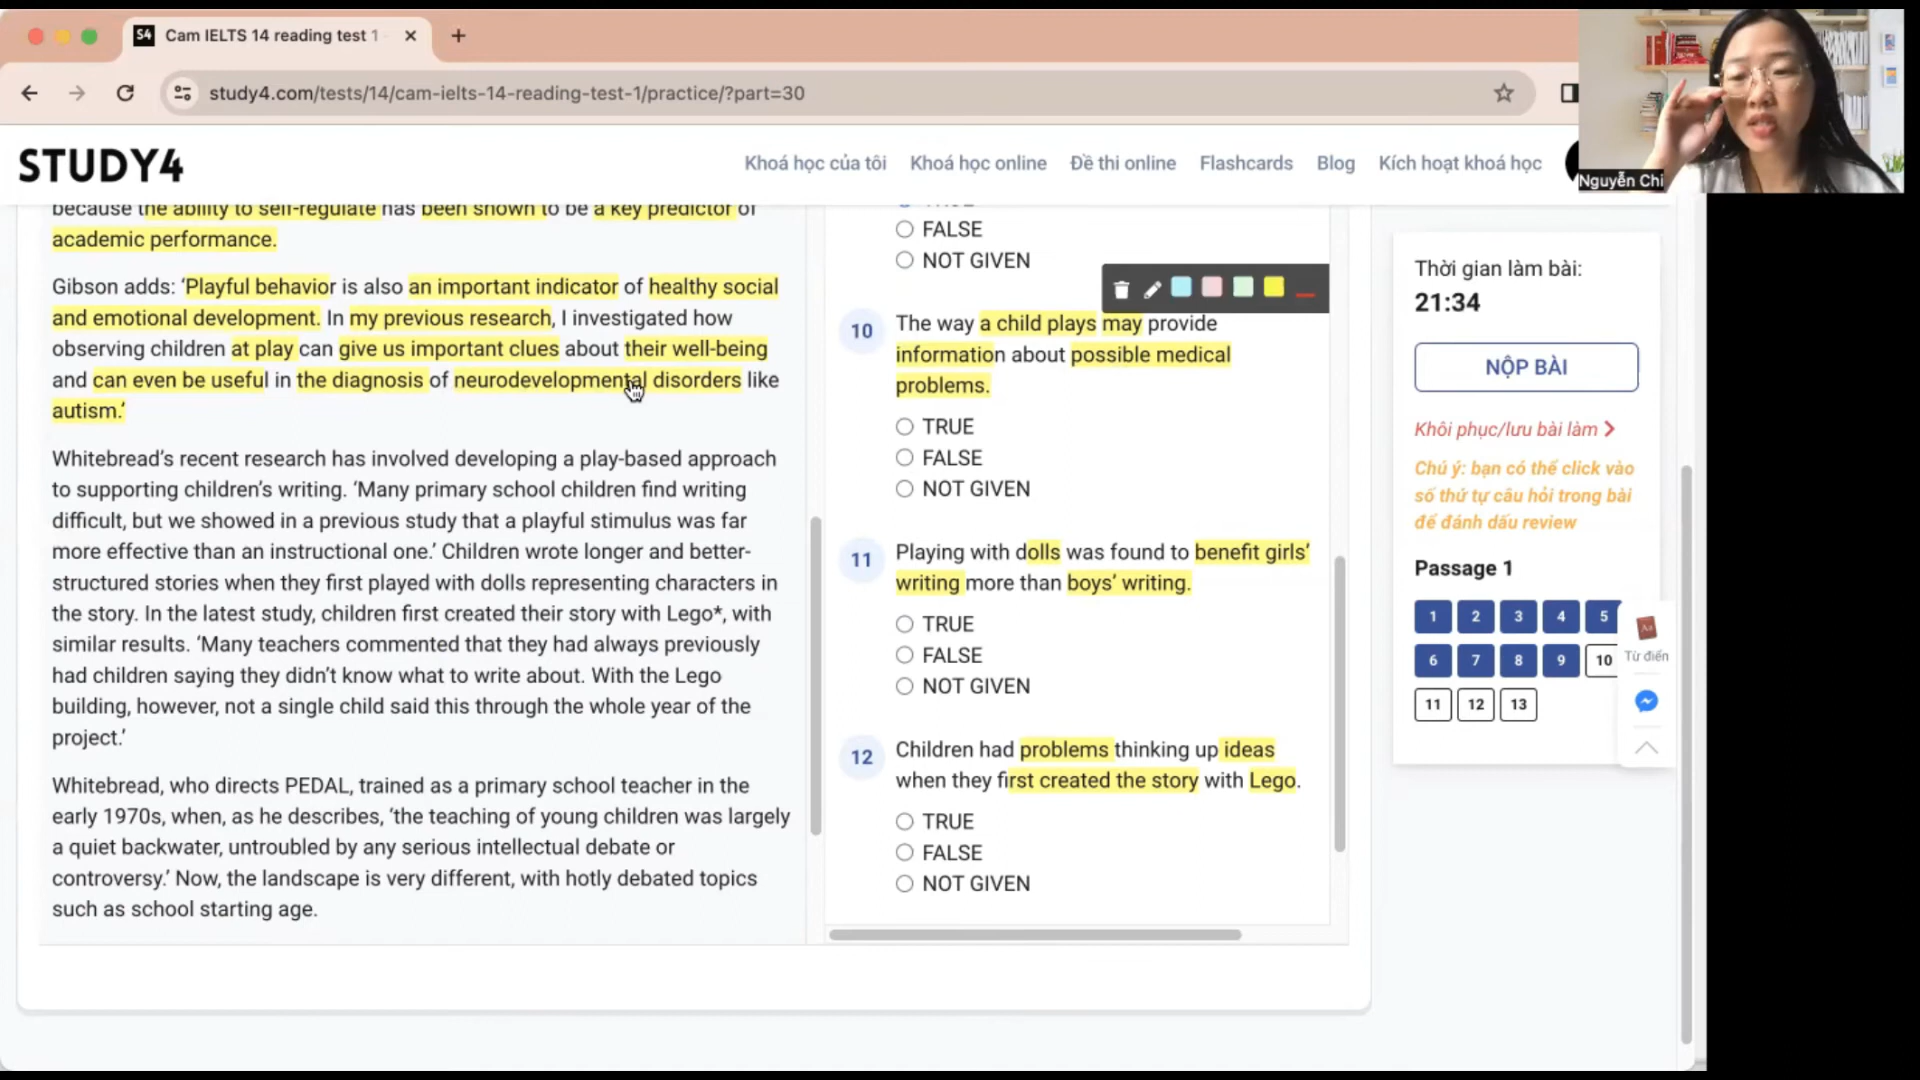 S4 Cam IELTS 14 reading test 1
study4.com/tests/14/cam-ielts-14-reading-test-1/practice/?part=30
STUDY4
Khoá học của tôi
Khoá học online
Đề thi online
Flashcards
Blog
Kích hoạt khoá học
Nguyễn Chi
because the ability to self-regulate has been shown to be a key predictor of
academic performance.
Gibson adds: ‘Playful behavior is also an important indicator of healthy social
and emotional development. In my previous research, I investigated how
observing children at play can give us important clues about their well-being
and can even be useful in the diagnosis of neurodevelopmental disorders like
autism.’
Whitebread’s recent research has involved developing a play-based approach
to supporting children’s writing. ‘Many primary school children find writing
difficult, but we showed in a previous study that a playful stimulus was far
more effective than an instructional one.’ Children wrote longer and better-
structured stories when they first played with dolls representing characters in
the story. In the latest study, children first created their story with Lego*, with
similar results. ‘Many teachers commented that they had always previously
had children saying they didn’t know what to write about. With the Lego
building, however, not a single child said this through the whole year of the
project.’
Whitebread, who directs PEDAL, trained as a primary school teacher in the
early 1970s, when, as he describes, ‘the teaching of young children was largely
a quiet backwater, untroubled by any serious intellectual debate or
controversy.’ Now, the landscape is very different, with hotly debated topics
such as school starting age.
TRUE
FALSE
NOT GIVEN
10 The way a child plays may provide
information about possible medical
problems.
TRUE
FALSE
NOT GIVEN
11 Playing with dolls was found to benefit girls’
writing more than boys’ writing.
TRUE
FALSE
NOT GIVEN
12 Children had problems thinking up ideas
when they first created the story with Lego.
TRUE
FALSE
NOT GIVEN
Thời gian làm bài:
21:34
NỘP BÀI
Khôi phục/lưu bài làm
Chú ý: bạn có thể click vào
số thứ tự câu hỏi trong bài
để đánh dấu review
Passage 1
1 2 3 4 5
6 7 8 9 10
11 12 13
Aa
Từ điển